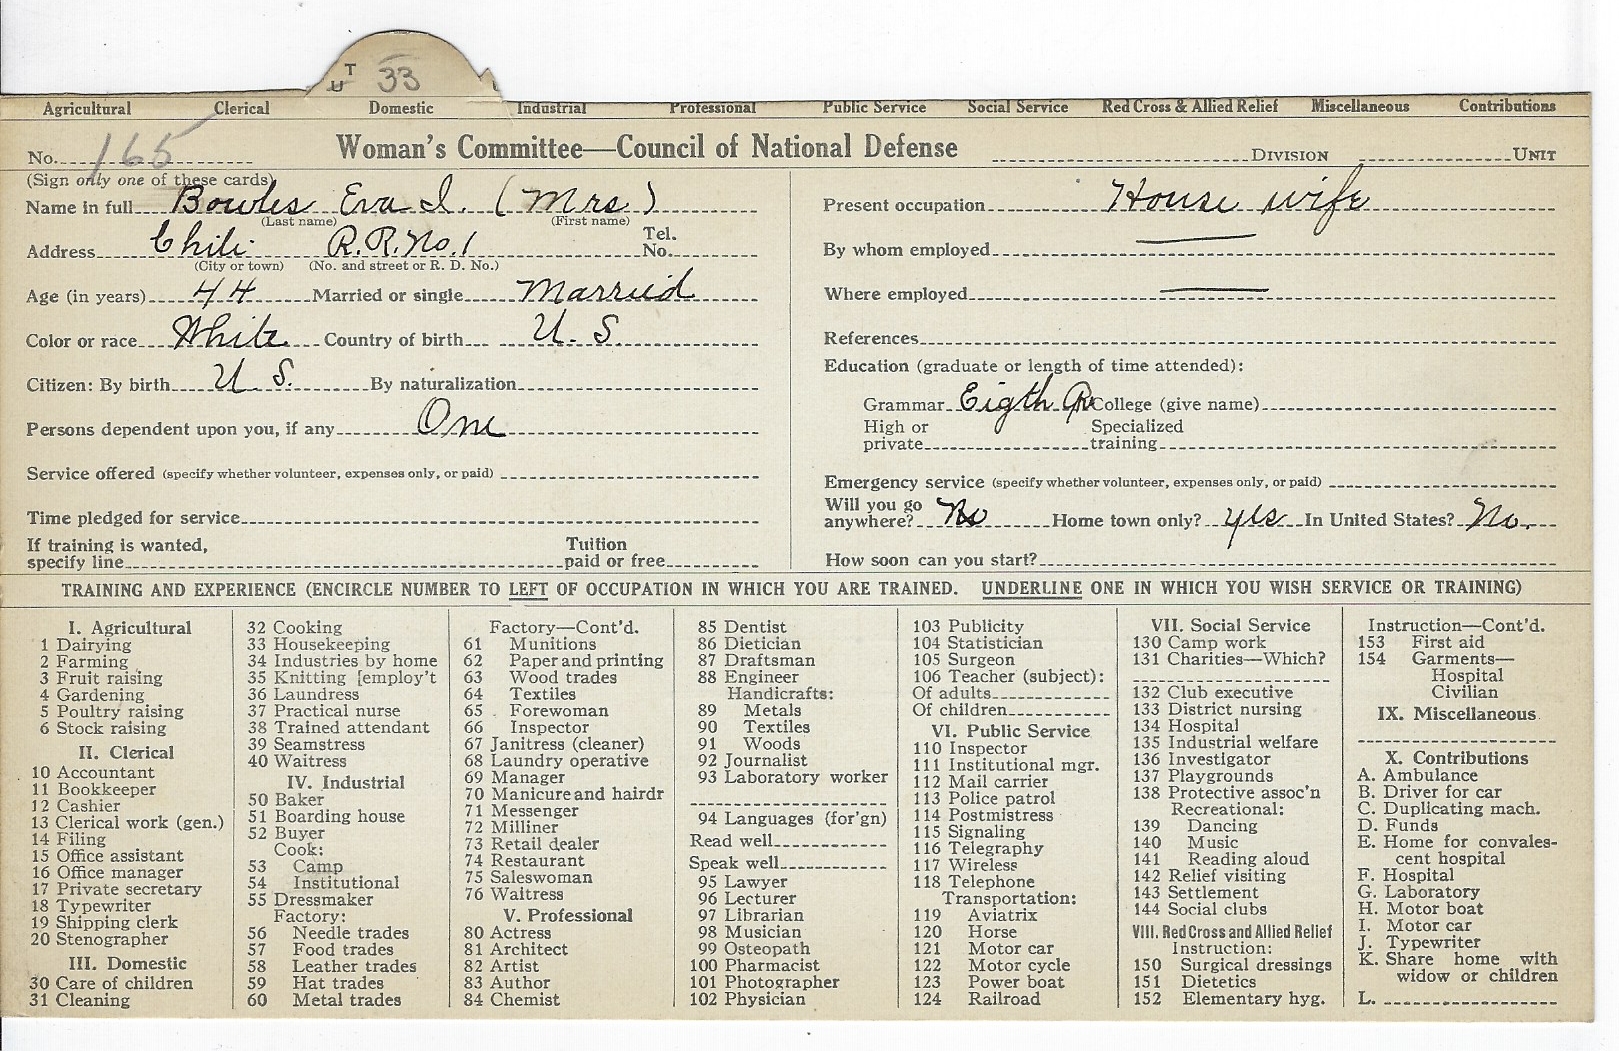 U T 33
Agricultural Clerical Domestic Industrial Professional Public Service Social Service Red Cross & Allied Relief Miscellaneous Contributions
No. 165 Woman's Committee—Council of National Defense DIVISION UNIT
(Sign only one of these cards)
Name in full Bowles Eva I. (Mrs)
(Last name) (First name)
Address Chili R.R. No. 1 Tel. No.
(City or town) (No. and street or R. D. No.)
Age (in years) 44 Married or single Married
Color or race White Country of birth U. S.
Citizen: By birth U. S. By naturalization
Persons dependent upon you, if any One
Service offered (specify whether volunteer, expenses only, or paid)
Time pledged for service
If training is wanted, Tuition
specify line paid or free
Present occupation House wife
By whom employed
Where employed
References
Education (graduate or length of time attended):
Grammar Eigth Gr College (give name)
High or Specialized
private training
Emergency service (specify whether volunteer, expenses only, or paid)
Will you go
anywhere? No Home town only? yes In United States? No.
How soon can you start?
TRAINING AND EXPERIENCE (ENCIRCLE NUMBER TO LEFT OF OCCUPATION IN WHICH YOU ARE TRAINED. UNDERLINE ONE IN WHICH YOU WISH SERVICE OR TRAINING)
I. Agricultural
1 Dairying
2 Farming
3 Fruit raising
4 Gardening
5 Poultry raising
6 Stock raising
II. Clerical
10 Accountant
11 Bookkeeper
12 Cashier
13 Clerical work (gen.)
14 Filing
15 Office assistant
16 Office manager
17 Private secretary
18 Typewriter
19 Shipping clerk
20 Stenographer
III. Domestic
30 Care of children
31 Cleaning
32 Cooking
33 Housekeeping
34 Industries by home
35 Knitting [employ't
36 Laundress
37 Practical nurse
38 Trained attendant
39 Seamstress
40 Waitress
IV. Industrial
50 Baker
51 Boarding house
52 Buyer
Cook:
53 Camp
54 Institutional
55 Dressmaker
Factory:
56 Needle trades
57 Food trades
58 Leather trades
59 Hat trades
60 Metal trades
Factory—Cont'd.
61 Munitions
62 Paper and printing
63 Wood trades
64 Textiles
65 Forewoman
66 Inspector
67 Janitress (cleaner)
68 Laundry operative
69 Manager
70 Manicure and hairdr
71 Messenger
72 Milliner
73 Retail dealer
74 Restaurant
75 Saleswoman
76 Waitress
V. Professional
80 Actress
81 Architect
82 Artist
83 Author
84 Chemist
85 Dentist
86 Dietician
87 Draftsman
88 Engineer
Handicrafts:
89 Metals
90 Textiles
91 Woods
92 Journalist
93 Laboratory worker
94 Languages (for'gn)
Read well
Speak well
95 Lawyer
96 Lecturer
97 Librarian
98 Musician
99 Osteopath
100 Pharmacist
101 Photographer
102 Physician
103 Publicity
104 Statistician
105 Surgeon
106 Teacher (subject):
Of adults
Of children
VI. Public Service
110 Inspector
111 Institutional mgr.
112 Mail carrier
113 Police patrol
114 Postmistress
115 Signaling
116 Telegraphy
117 Wireless
118 Telephone
Transportation:
119 Aviatrix
120 Horse
121 Motor car
122 Motor cycle
123 Power boat
124 Railroad
VII. Social Service
130 Camp work
131 Charities—Which?
132 Club executive
133 District nursing
134 Hospital
135 Industrial welfare
136 Investigator
137 Playgrounds
138 Protective assoc'n
Recreational:
139 Dancing
140 Music
141 Reading aloud
142 Relief visiting
143 Settlement
144 Social clubs
VIII. Red Cross and Allied Relief
Instruction:
150 Surgical dressings
151 Dietetics
152 Elementary hyg.
Instruction—Cont'd.
153 First aid
154 Garments—
Hospital
Civilian
IX. Miscellaneous
X. Contributions
A. Ambulance
B. Driver for car
C. Duplicating mach.
D. Funds
E. Home for convales-
cent hospital
F. Hospital
G. Laboratory
H. Motor boat
I. Motor car
J. Typewriter
K. Share home with
widow or children
L.